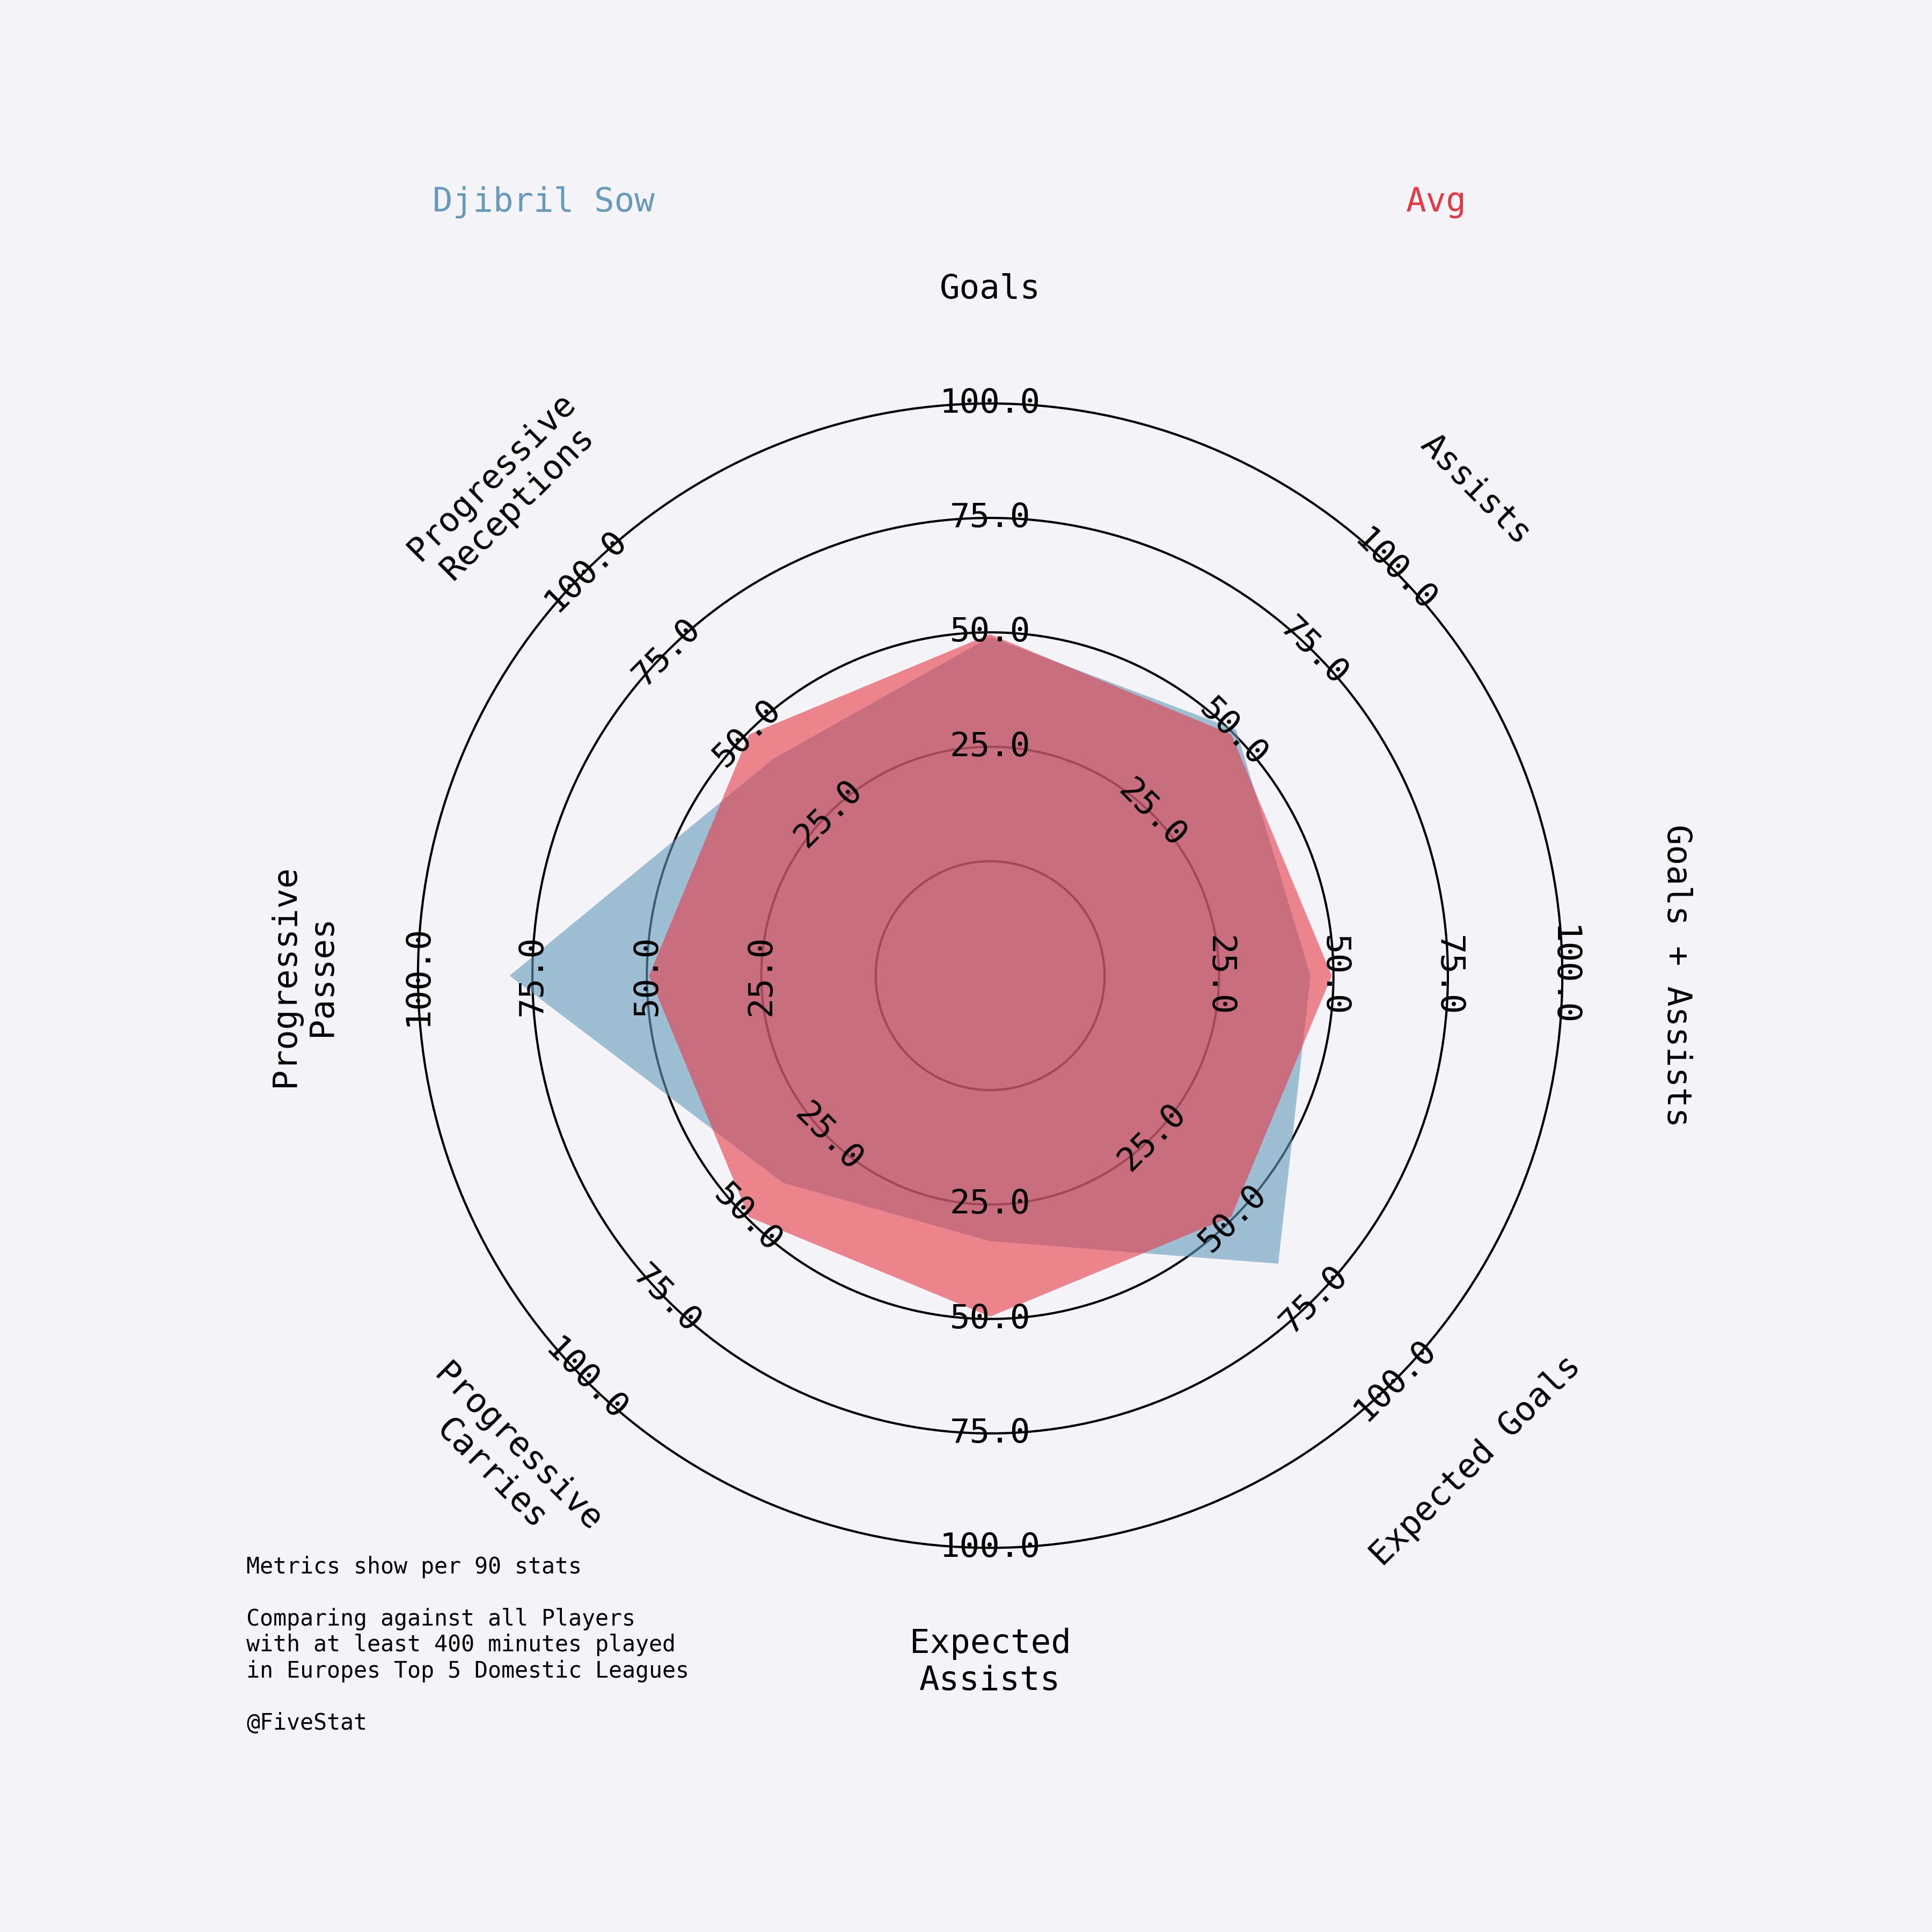 Djibril Sow
Avg
Goals
Assists
Goals + Assists
Expected Goals
Expected
Assists
Progressive
Carries
Progressive
Passes
Progressive
Receptions
25.0
50.0
75.0
100.0
25.0
50.0
75.0
100.0
25.0
50.0
75.0
100.0
25.0
50.0
75.0
100.0
25.0
50.0
75.0
100.0
25.0
50.0
75.0
100.0
25.0
50.0
75.0
100.0
25.0
50.0
75.0
100.0
Metrics show per 90 stats
Comparing against all Players
with at least 400 minutes played
in Europes Top 5 Domestic Leagues
@FiveStat